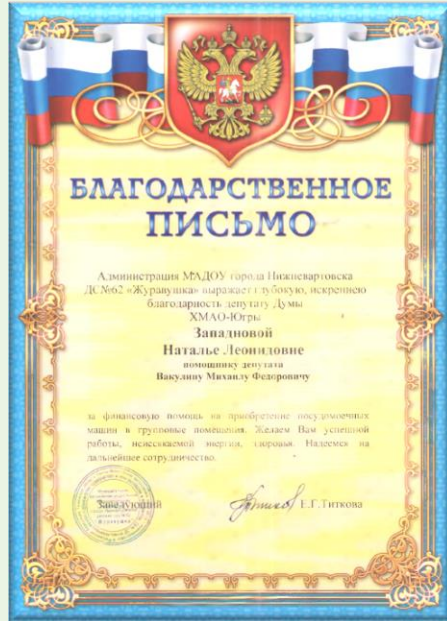 БЛАГОДАРСТВЕННОЕ
ПИСЬМО
Администрация МАДОУ города Нижневартовска
ДС №62 «Журавушка» выражает глубокую, искреннею
благодарность депутату Думы
ХМАО-Югры
Западновой
Наталье Леонидовне
помощнику депутата
Вакулину Михаилу Федоровичу
за финансовую помощь на приобретение посудомоечных
машин в групповые помещения. Желаем Вам успешной
работы, неиссякаемой энергии, здоровья. Надеемся на
дальнейшее сотрудничество.
Заведующий Е.Г.Титкова